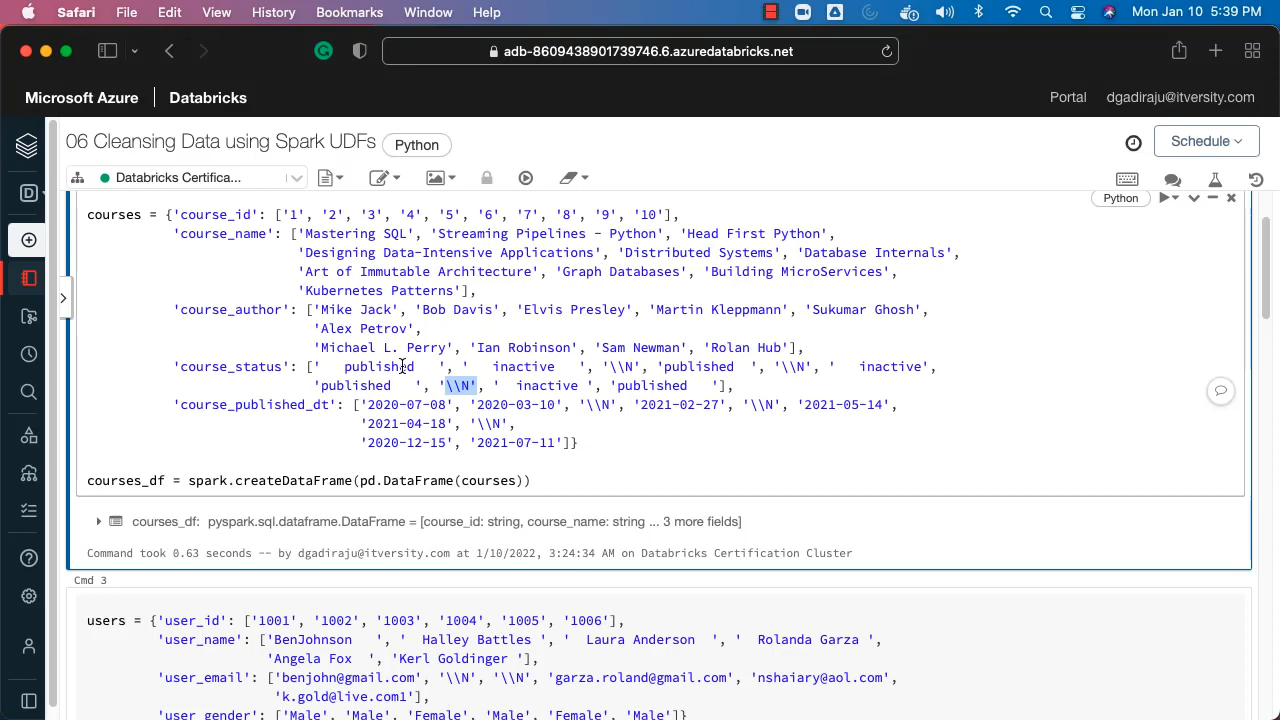 Safari File Edit View History Bookmarks Window Help Mon Jan 10 5:39 PM
adb-8609438901739746.6.azuredatabricks.net
Microsoft Azure Databricks Portal dgadiraju@itversity.com
06 Cleansing Data using Spark UDFs Python Schedule
Databricks Certifica...
Python
courses = {'course_id': ['1', '2', '3', '4', '5', '6', '7', '8', '9', '10'],
'course_name': ['Mastering SQL', 'Streaming Pipelines - Python', 'Head First Python',
'Designing Data-Intensive Applications', 'Distributed Systems', 'Database Internals',
'Art of Immutable Architecture', 'Graph Databases', 'Building MicroServices',
'Kubernetes Patterns'],
'course_author': ['Mike Jack', 'Bob Davis', 'Elvis Presley', 'Martin Kleppmann', 'Sukumar Ghosh',
'Alex Petrov',
'Michael L. Perry', 'Ian Robinson', 'Sam Newman', 'Rolan Hub'],
'course_status': ['   published   ', '   inactive   ', '\\N', 'published  ', '\\N', '   inactive',
'published   ', '\\N', '  inactive ', 'published   '],
'course_published_dt': ['2020-07-08', '2020-03-10', '\\N', '2021-02-27', '\\N', '2021-05-14',
'2021-04-18', '\\N',
'2020-12-15', '2021-07-11']}
courses_df = spark.createDataFrame(pd.DataFrame(courses))
courses_df: pyspark.sql.dataframe.DataFrame = [course_id: string, course_name: string ... 3 more fields]
Command took 0.63 seconds -- by dgadiraju@itversity.com at 1/10/2022, 3:24:34 AM on Databricks Certification Cluster
Cmd 3
users = {'user_id': ['1001', '1002', '1003', '1004', '1005', '1006'],
'user_name': ['BenJohnson   ', '  Halley Battles ', '  Laura Anderson  ', '  Rolanda Garza ',
'Angela Fox  ', 'Kerl Goldinger '],
'user_email': ['benjohn@gmail.com', '\\N', '\\N', 'garza.roland@gmail.com', 'nshaiary@aol.com',
'k.gold@live.com1'],
'user_gender': ['Male', 'Male', 'Female', 'Male', 'Female', 'Male']}